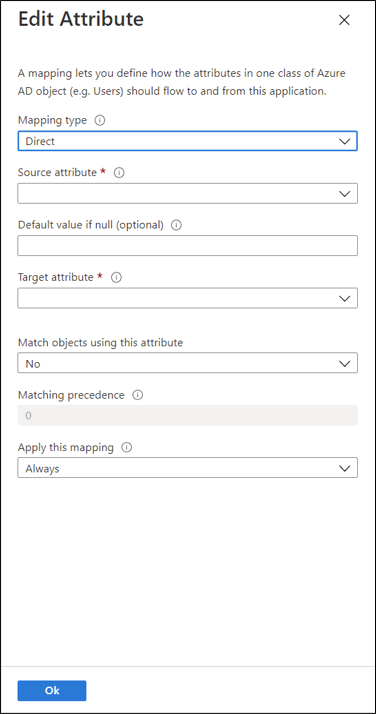 Edit Attribute
A mapping lets you define how the attributes in one class of Azure
AD object (e.g. Users) should flow to and from this application.
Mapping type
Direct
Source attribute *
Default value if null (optional)
Target attribute *
Match objects using this attribute
No
Matching precedence
0
Apply this mapping
Always
Ok